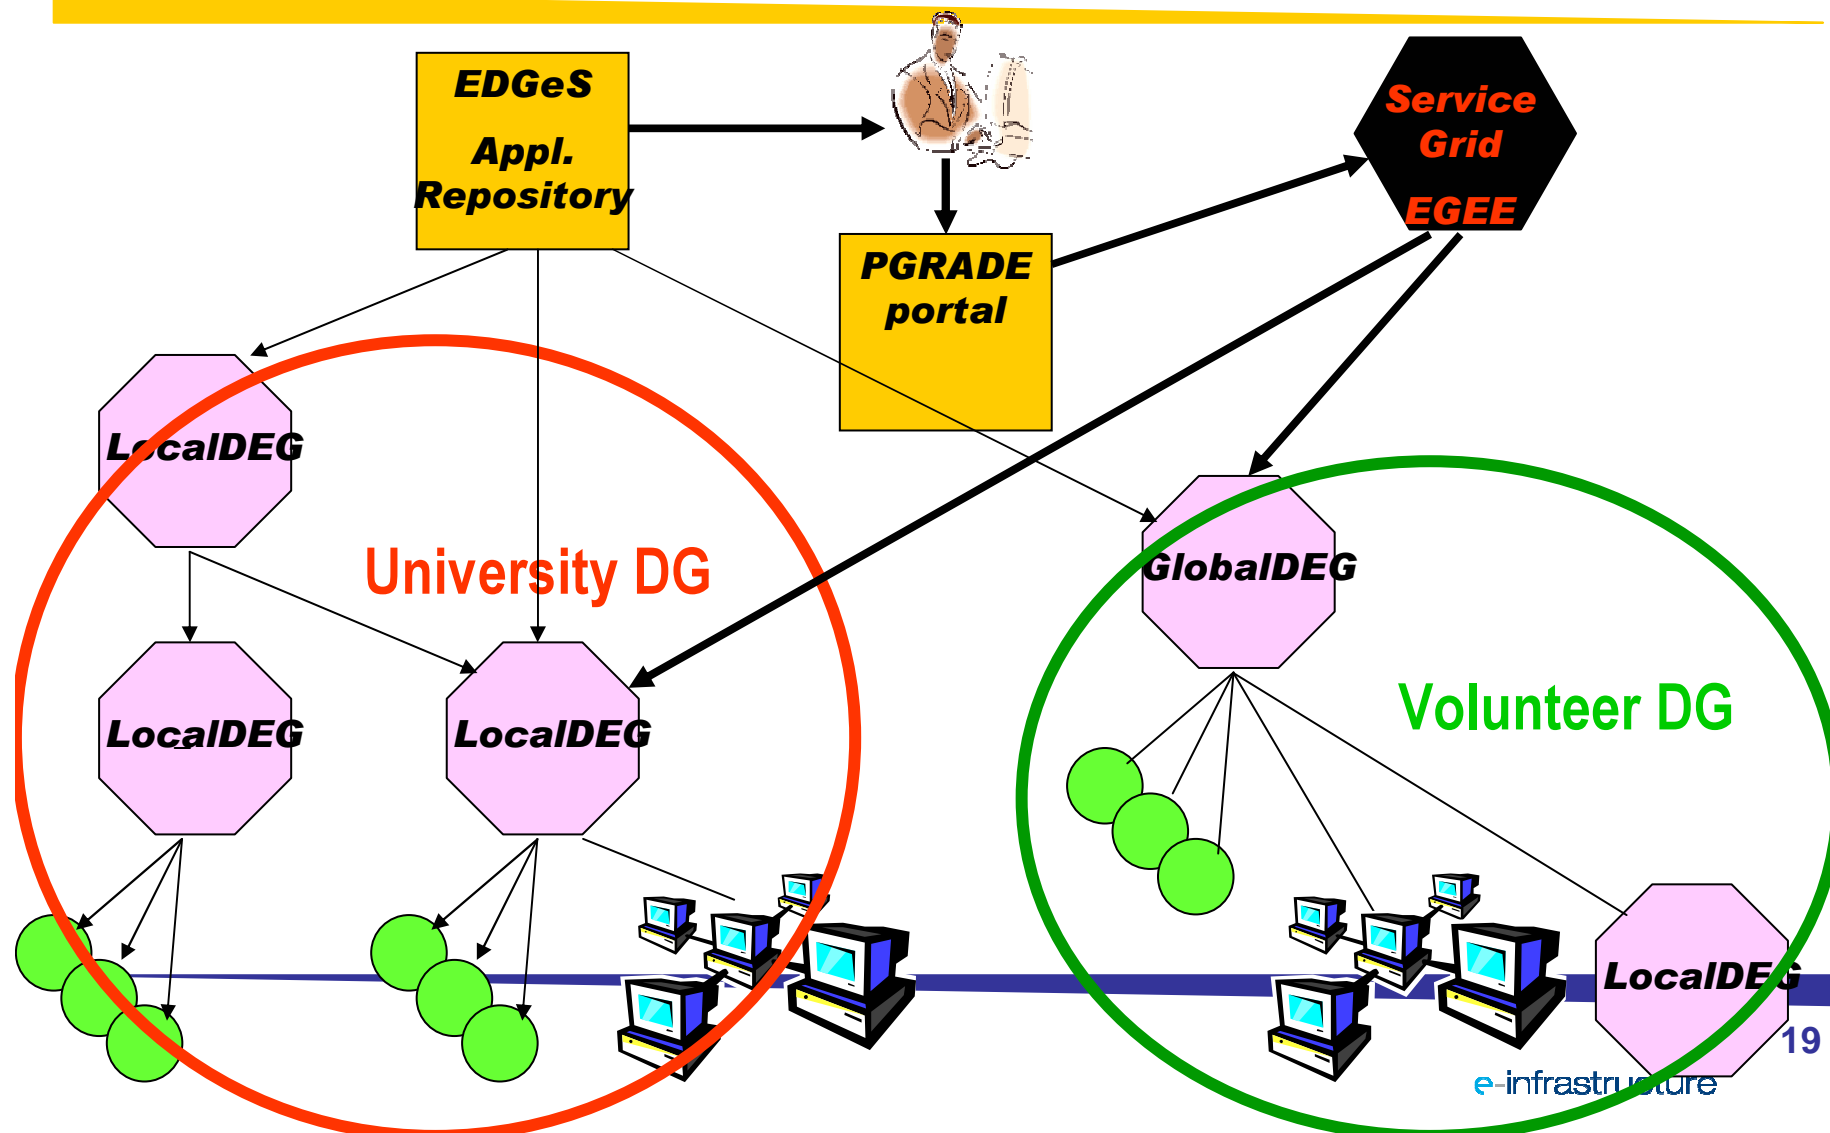 EDGeS
Appl.
Repository
Service
Grid
EGEE
PGRADE
portal
LocalDEG
University DG
GlobalDEG
Volunteer DG
LocalDEG
LocalDEG
LocalDEG
19
e-infrastructure